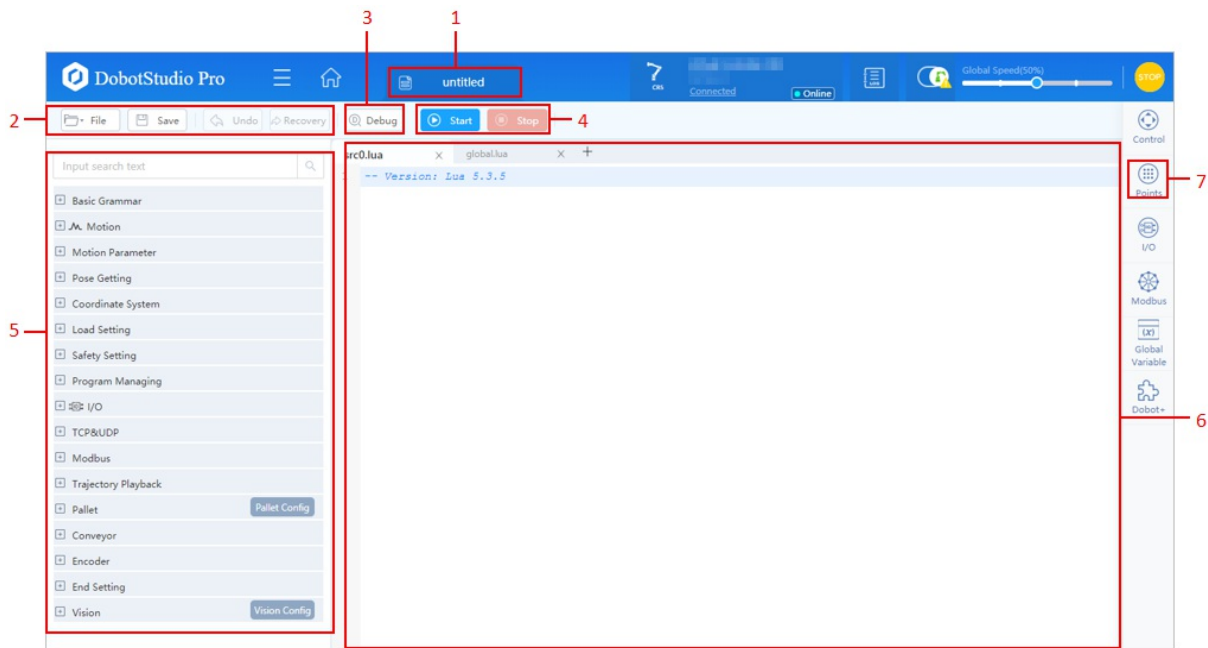 3
1
DobotStudio Pro
untitled
CR5
Connected
Online
Global Speed(50%)
STOP
2
File
Save
Undo
Recovery
Debug
Start
Stop
4
Control
Input search text
src0.lua
global.lua
-- Version: Lua 5.3.5
Points
7
Basic Grammar
Motion
Motion Parameter
Pose Getting
Coordinate System
5
Load Setting
Safety Setting
Program Managing
I/O
TCP&UDP
Modbus
Trajectory Playback
Pallet
Pallet Config
Conveyor
Encoder
End Setting
Vision
Vision Config
I/O
Modbus
(x)
Global
Variable
Dobot+
6